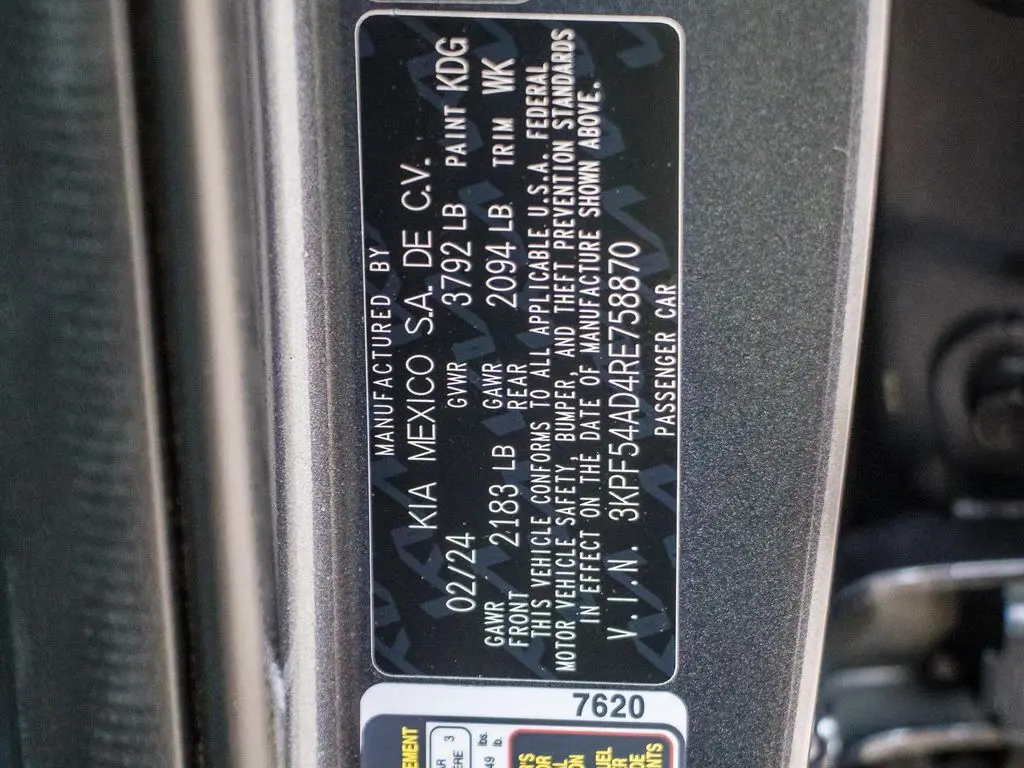 MANUFACTURED BY
KIA MEXICO S.A. DE C.V.
02/24 GVWR 3792 LB PAINT KDG
GAWR FRONT 2183 LB GAWR REAR 2094 LB TRIM WK
THIS VEHICLE CONFORMS TO ALL APPLICABLE U.S.A. FEDERAL
MOTOR VEHICLE SAFETY, BUMPER, AND THEFT PREVENTION STANDARDS
IN EFFECT ON THE DATE OF MANUFACTURE SHOWN ABOVE.
V.I.N. 3KPF54AD4RE758870
PASSENGER CAR
7620